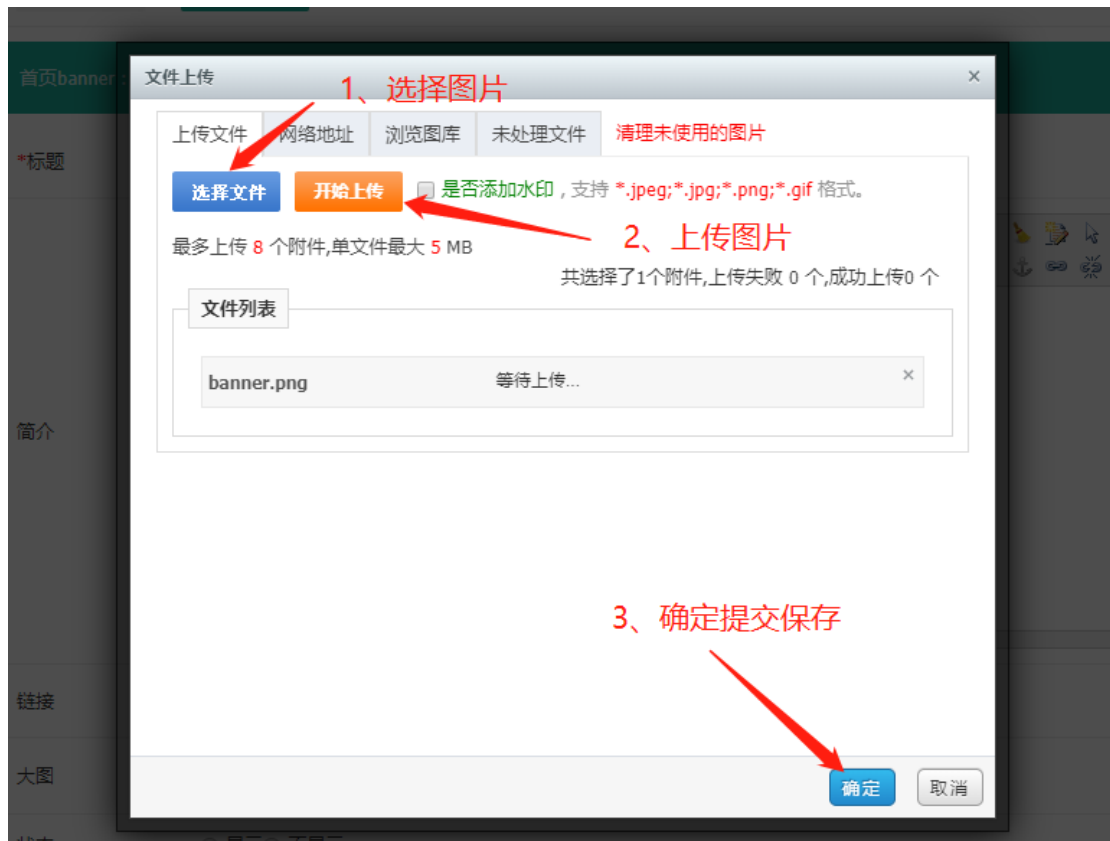 首页banner：
文件上传
×
1、选择图片
上传文件 网络地址 浏览图库 未处理文件 清理未使用的图片
*标题
选择文件 开始上传 是否添加水印，支持 *.jpeg;*.jpg;*.png;*.gif 格式。
2、上传图片
最多上传 8 个附件,单文件最大 5 MB
共选择了1个附件,上传失败 0 个,成功上传0 个
文件列表
banner.png 等待上传... ×
简介
3、确定提交保存
链接
大图
确定 取消